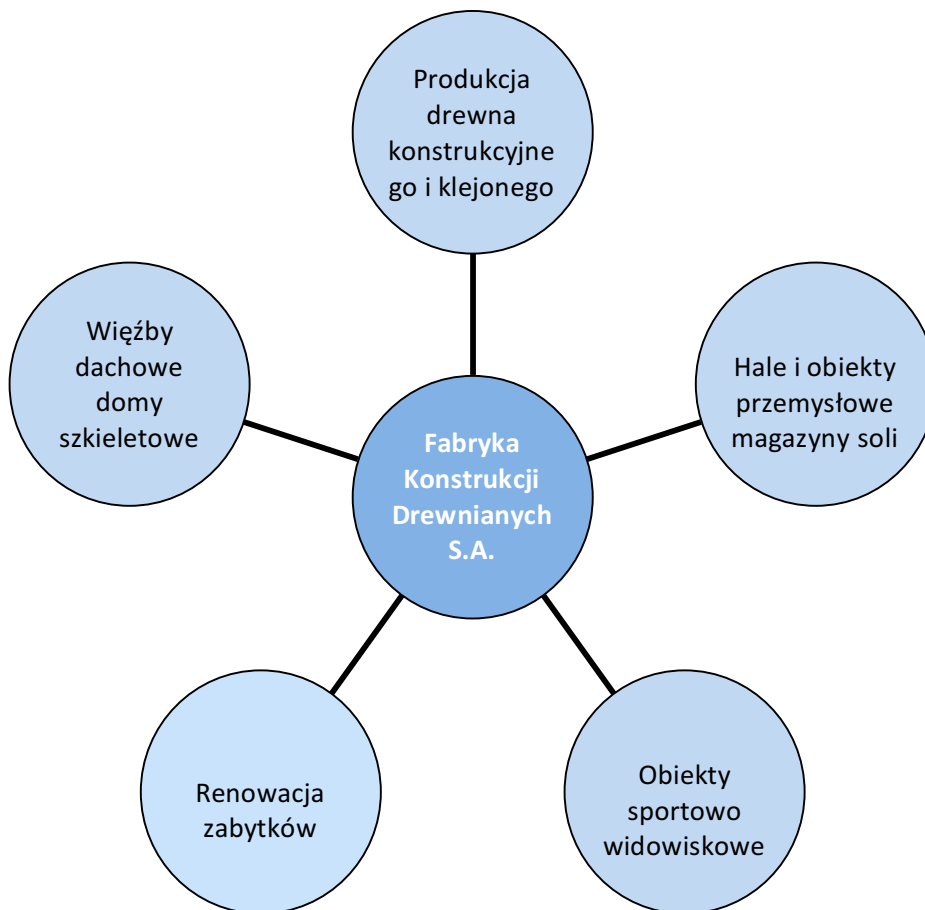 Produkcja
drewna
konstrukcyjne
go i klejonego
Więźby
dachowe
domy
szkieletowe
Hale i obiekty
przemysłowe
magazyny soli
Fabryka
Konstrukcji
Drewnianych
S.A.
Renowacja
zabytków
Obiekty
sportowo
widowiskowe